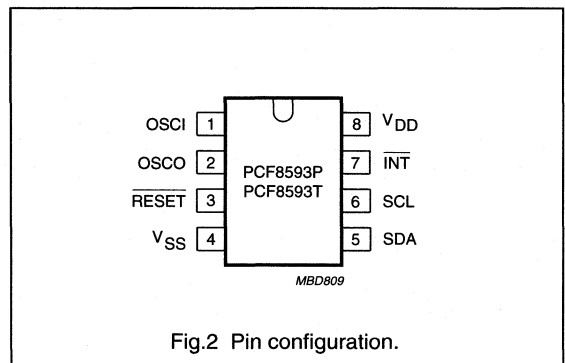 OSCI 1 8 VDD
OSCO 2 PCF8593P 7 INT
RESET 3 PCF8593T 6 SCL
VSS 4 5 SDA
MBD809
Fig.2 Pin configuration.